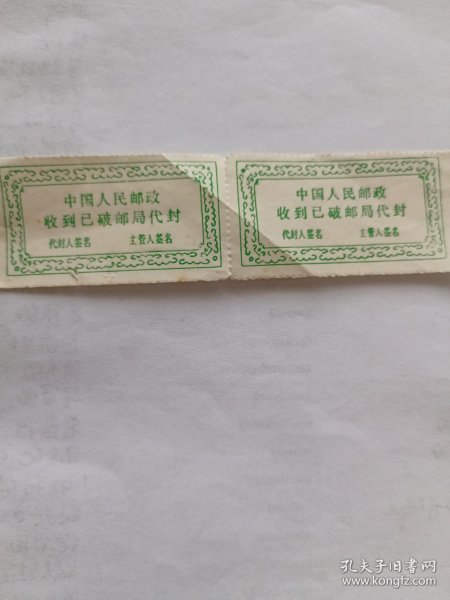 中国人民邮政
收到已破邮局代封
代封人签名 主管人签名
中国人民邮政
收到已破邮局代封
代封人签名 主管人签名
孔夫子旧书网
www.kongfz.com